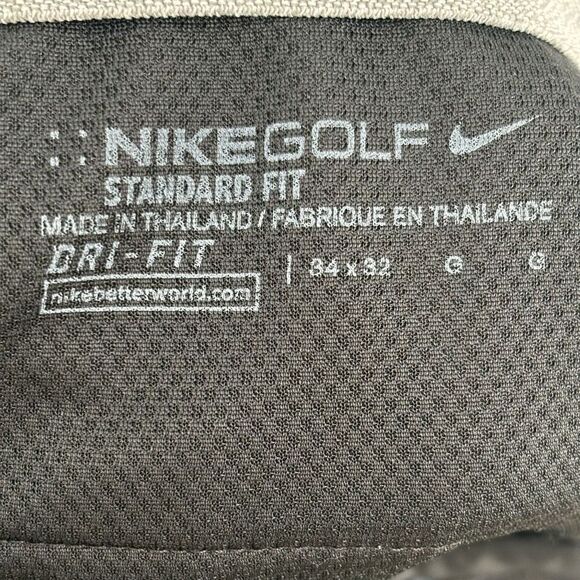 NIKEGOLF
STANDARD FIT
MADE IN THAILAND / FABRIQUE EN THAILANDE
DRI-FIT | 34 x 32 G G
nikebetterworld.com